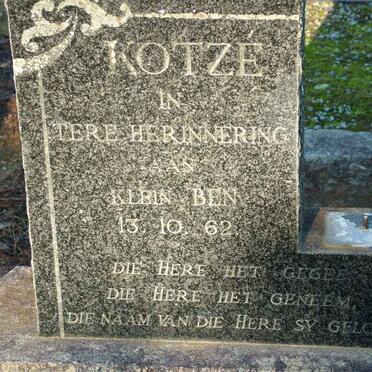 KOTZÉ
IN
TERE HERINNERING
AAN
KLEIN BEN
13. 10. 62
DIE HERE HET GEGEE
DIE HERE HET GENEEM
DIE NAAM VAN DIE HERE SY GELO